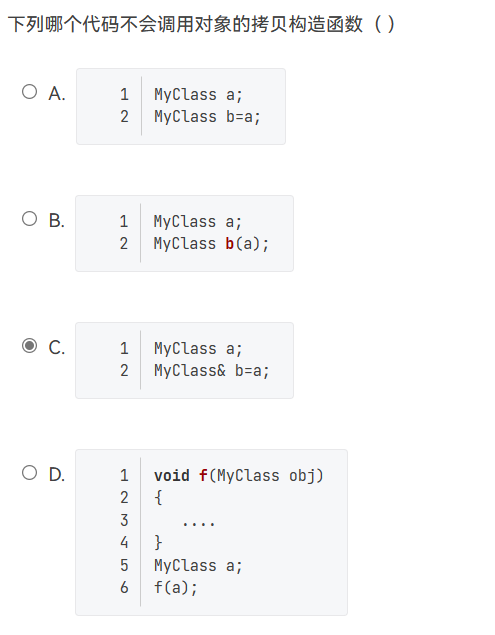 下列哪个代码不会调用对象的拷贝构造函数（ ）
A.
1 MyClass a;
2 MyClass b=a;
B.
1 MyClass a;
2 MyClass b(a);
C.
1 MyClass a;
2 MyClass& b=a;
D.
1 void f(MyClass obj)
2 {
3 ....
4 }
5 MyClass a;
6 f(a);